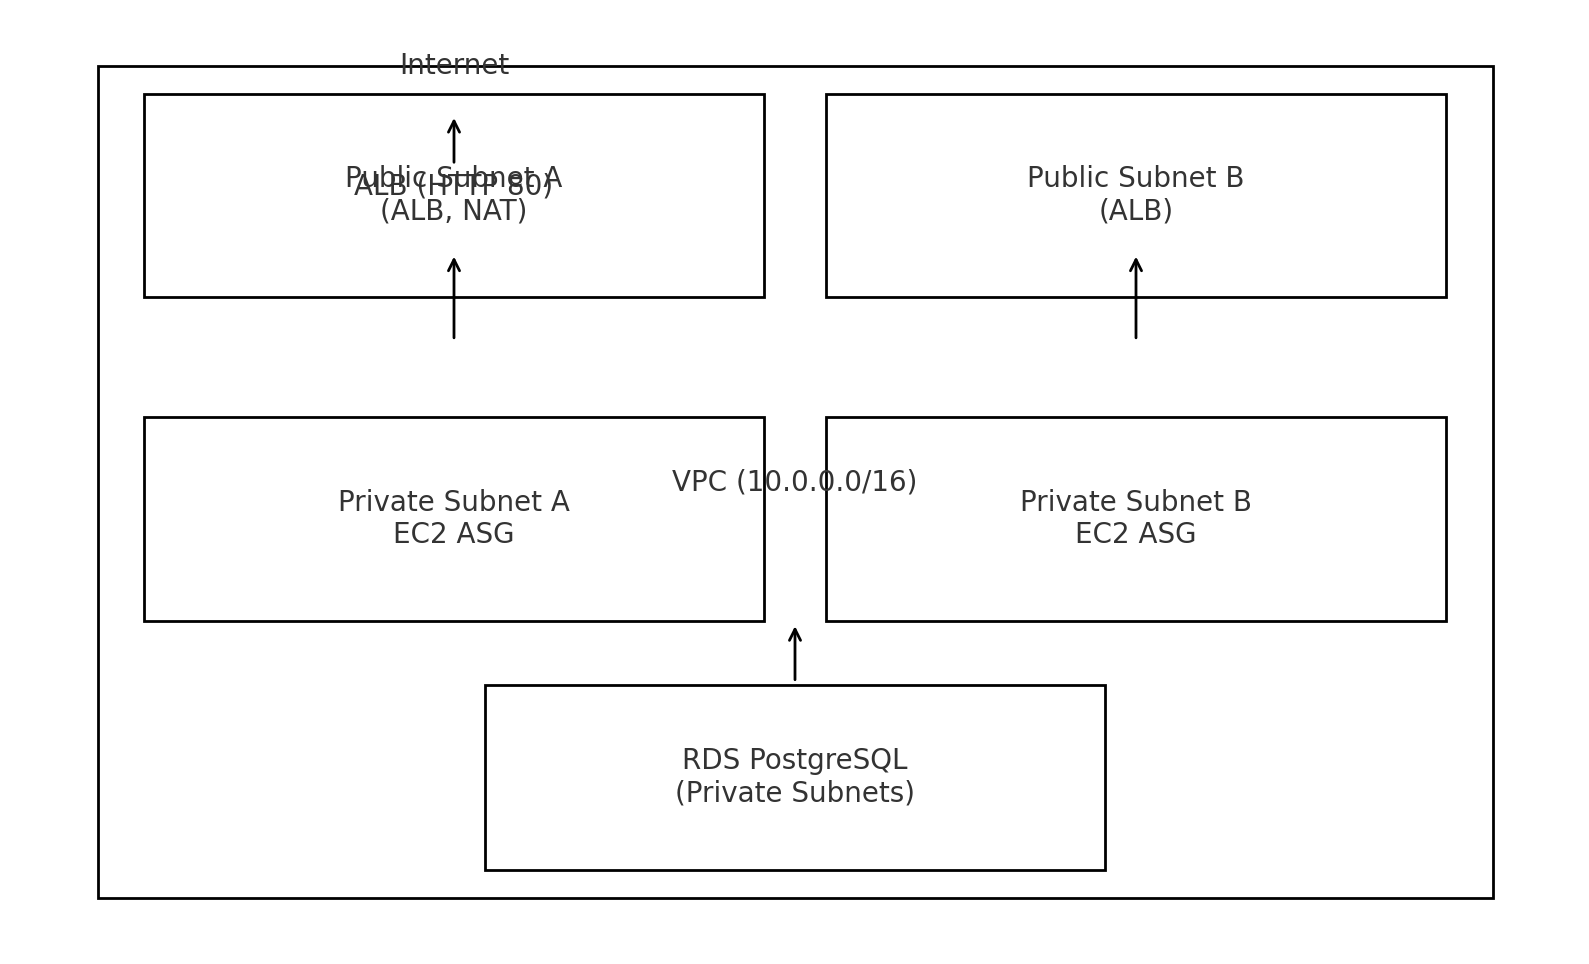 Internet
Public Subnet A
ALB (HTTP 80)
(ALB, NAT)
Public Subnet B
(ALB)
VPC (10.0.0.0/16)
Private Subnet A
EC2 ASG
Private Subnet B
EC2 ASG
RDS PostgreSQL
(Private Subnets)